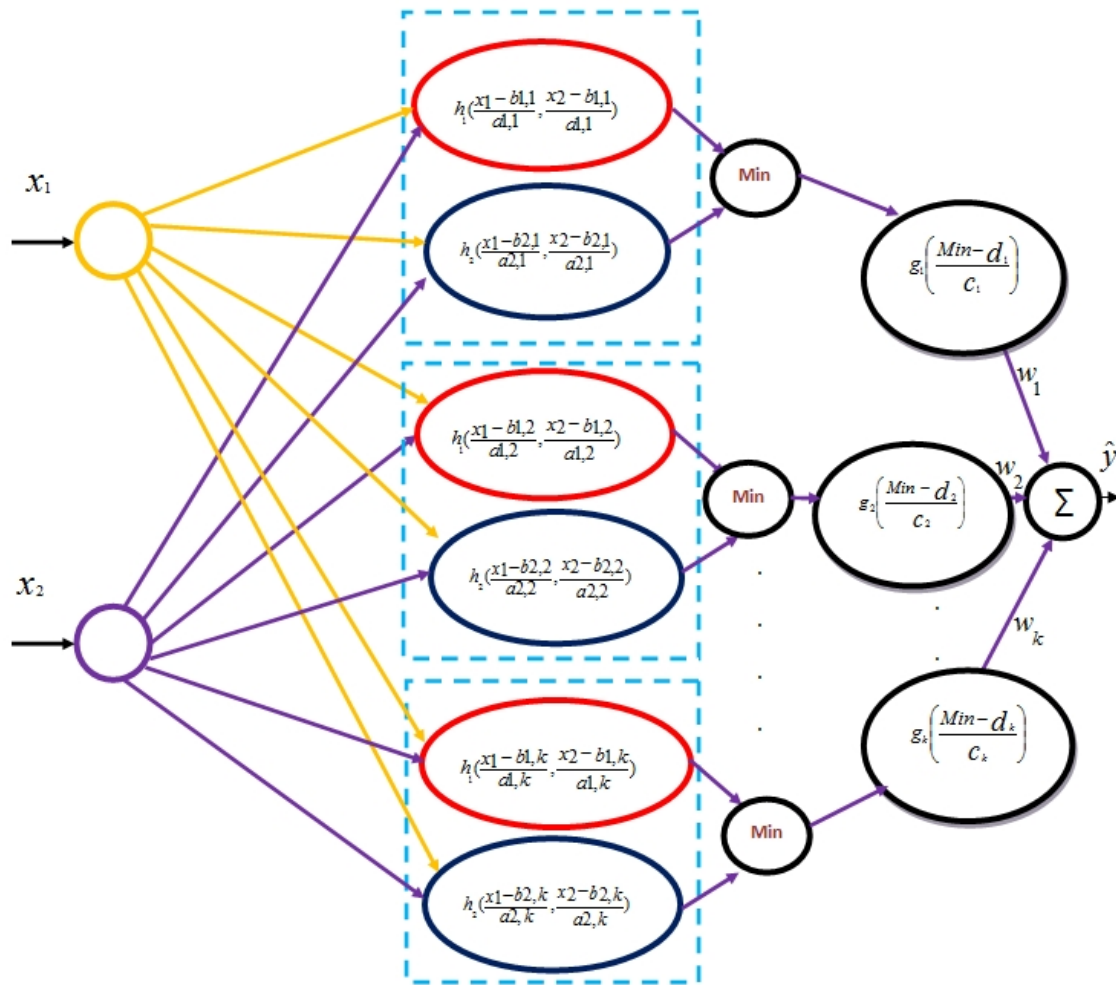 x₁
x₂
h₁(x1−b1,1/a1,1, x2−b1,1/a1,1)
h₂(x1−b2,1/a2,1, x2−b2,1/a2,1)
Min
g₁(Min−d₁/c₁)
w₁
h₁(x1−b1,2/a1,2, x2−b1,2/a1,2)
h₂(x1−b2,2/a2,2, x2−b2,2/a2,2)
Min
g₂(Min−d₂/c₂)
w₂
Σ
ŷ
h₁(x1−b1,k/a1,k, x2−b1,k/a1,k)
h₂(x1−b2,k/a2,k, x2−b2,k/a2,k)
Min
gₖ(Min−dₖ/cₖ)
wₖ